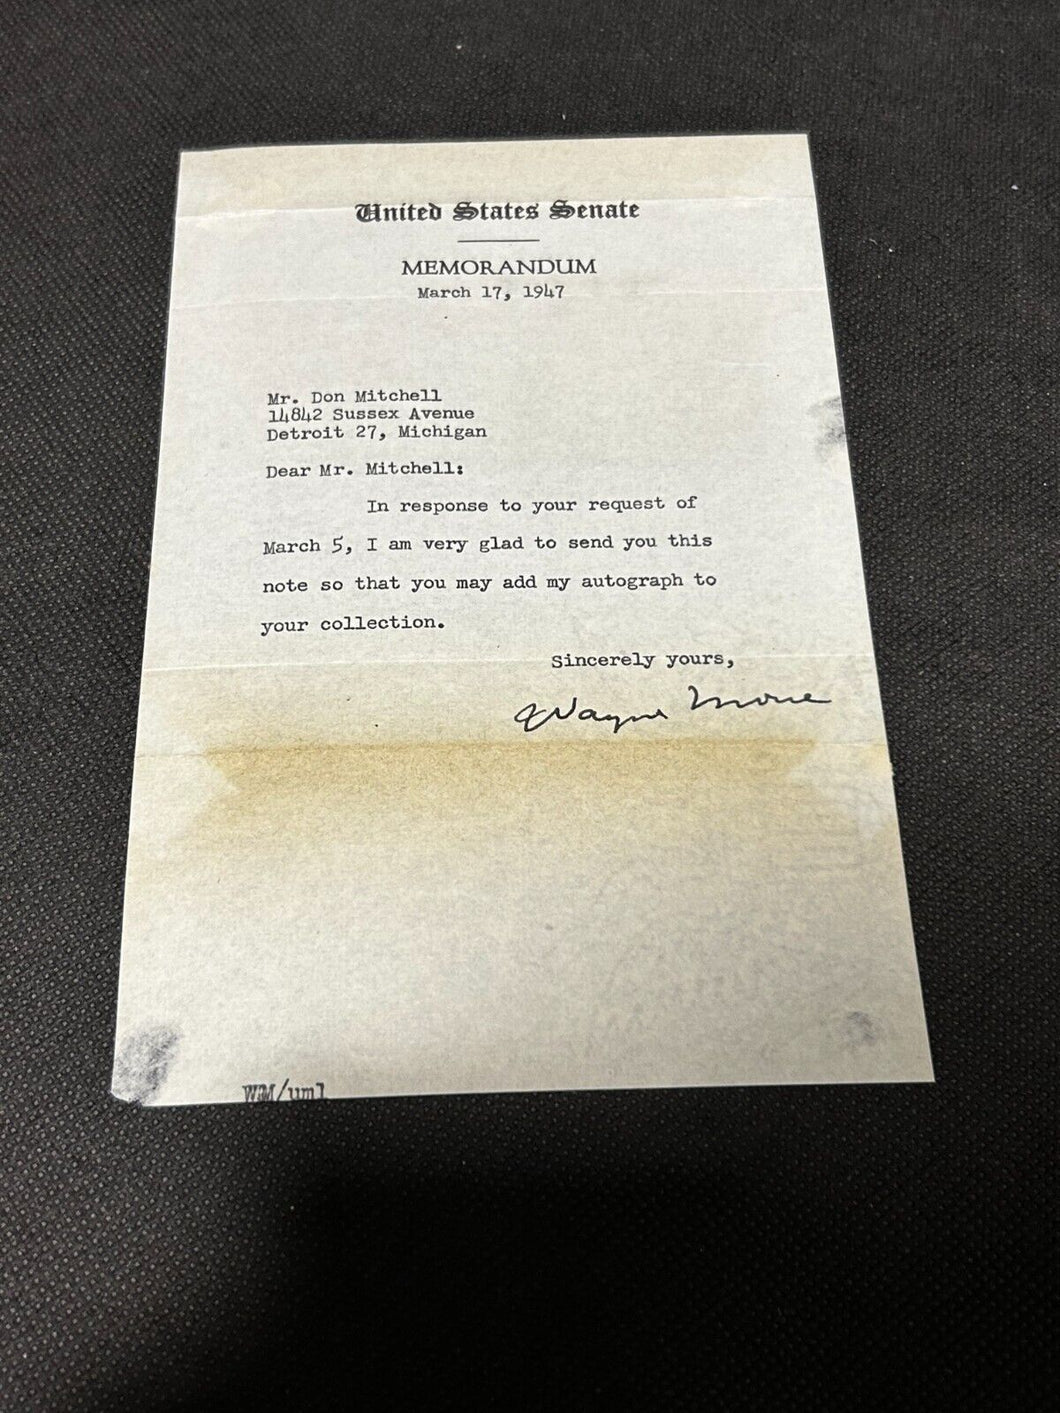 United States Senate
MEMORANDUM
March 17, 1947
Mr. Don Mitchell
14842 Sussex Avenue
Detroit 27, Michigan
Dear Mr. Mitchell:
In response to your request of
March 5, I am very glad to send you this
note so that you may add my autograph to
your collection.
Sincerely yours,
Wayne Morse
WM/uml